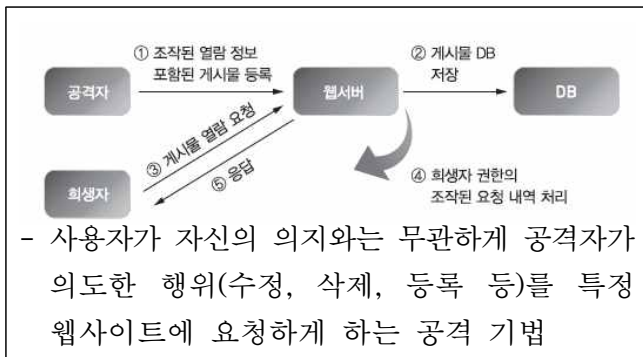 ① 조작된 열람 정보
포함된 게시물 등록
② 게시물 DB
저장
공격자
웹서버
DB
③ 게시물 열람 요청
⑤ 응답
희생자
④ 희생자 권한의
조작된 요청 내역 처리
- 사용자가 자신의 의지와는 무관하게 공격자가
의도한 행위(수정, 삭제, 등록 등)를 특정
웹사이트에 요청하게 하는 공격 기법